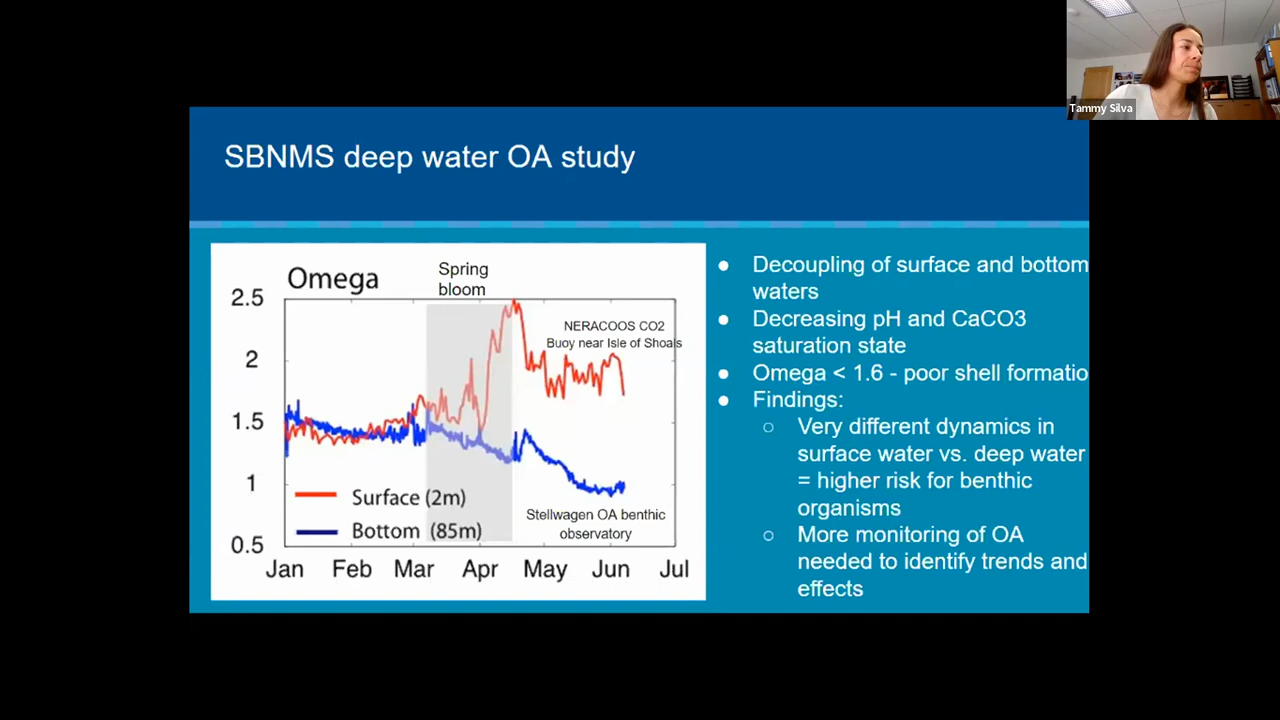 Tammy Silva
SBNMS deep water OA study
Omega
Spring
bloom
2.5
2
1.5
1
0.5
NERACOOS CO2
Buoy near Isle of Shoals
Surface (2m)
Bottom (85m)
Stellwagen OA benthic
observatory
Jan Feb Mar Apr May Jun Jul
● Decoupling of surface and bottom
waters
● Decreasing pH and CaCO3
saturation state
● Omega < 1.6 - poor shell formatio
● Findings:
○ Very different dynamics in
surface water vs. deep water
= higher risk for benthic
organisms
○ More monitoring of OA
needed to identify trends and
effects